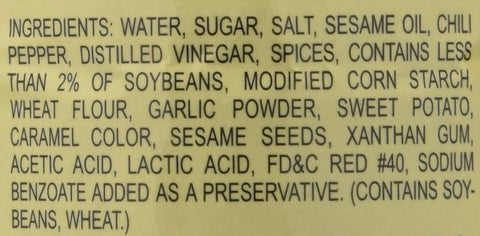 INGREDIENTS: WATER, SUGAR, SALT, SESAME OIL, CHILI
PEPPER, DISTILLED VINEGAR, SPICES, CONTAINS LESS
THAN 2% OF SOYBEANS, MODIFIED CORN STARCH,
WHEAT FLOUR, GARLIC POWDER, SWEET POTATO,
CARAMEL COLOR, SESAME SEEDS, XANTHAN GUM,
ACETIC ACID, LACTIC ACID, FD&C RED #40, SODIUM
BENZOATE ADDED AS A PRESERVATIVE. (CONTAINS SOY-
BEANS, WHEAT.)